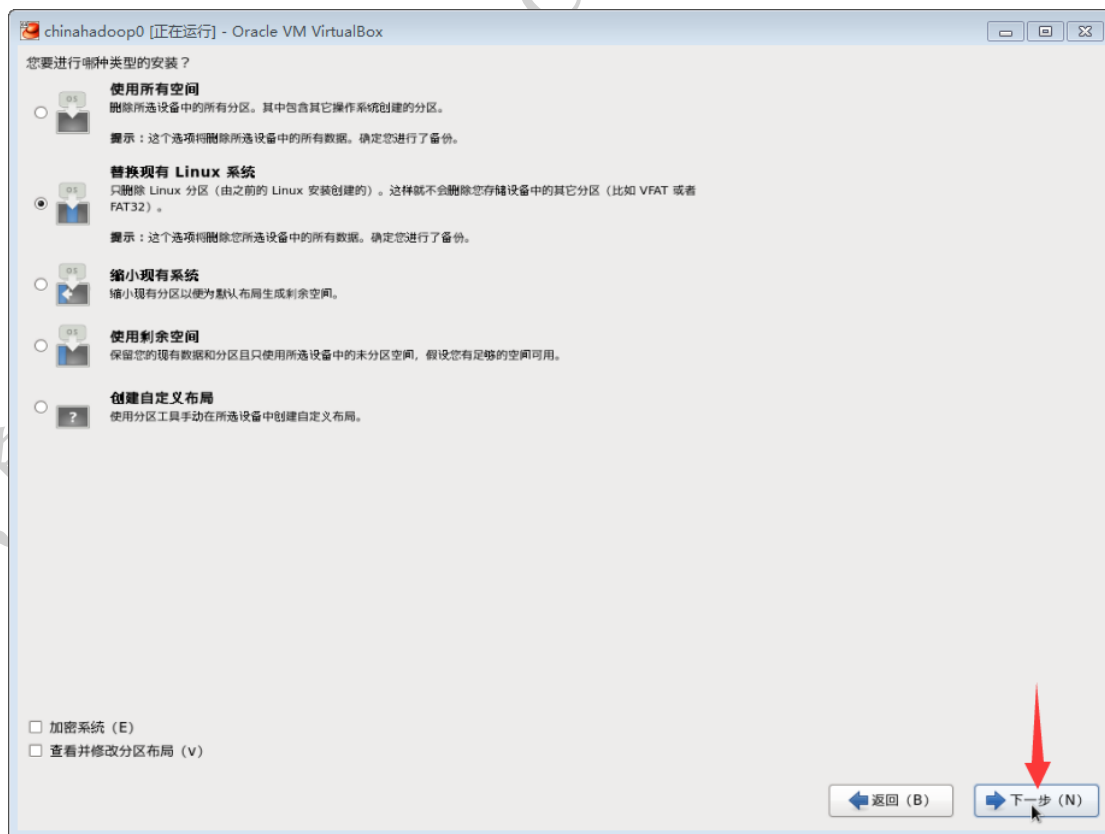 chinahadoop0 [正在运行] - Oracle VM VirtualBox
您要进行哪种类型的安装？
使用所有空间
删除所选设备中的所有分区。其中包含其它操作系统创建的分区。
提示：这个选项将删除所选设备中的所有数据。确定您进行了备份。
替换现有 Linux 系统
只删除 Linux 分区（由之前的 Linux 安装创建的）。这样就不会删除您存储设备中的其它分区（比如 VFAT 或者
FAT32）。
提示：这个选项将删除您所选设备中的所有数据。确定您进行了备份。
缩小现有系统
缩小现有分区以便为默认布局生成剩余空间。
使用剩余空间
保留您的现有数据和分区且只使用所选设备中的未分区空间，假设您有足够的空间可用。
创建自定义布局
使用分区工具手动在所选设备中创建自定义布局。
OS
OS
OS
OS
?
加密系统（E）
查看并修改分区布局（v）
返回（B）
下一步（N）